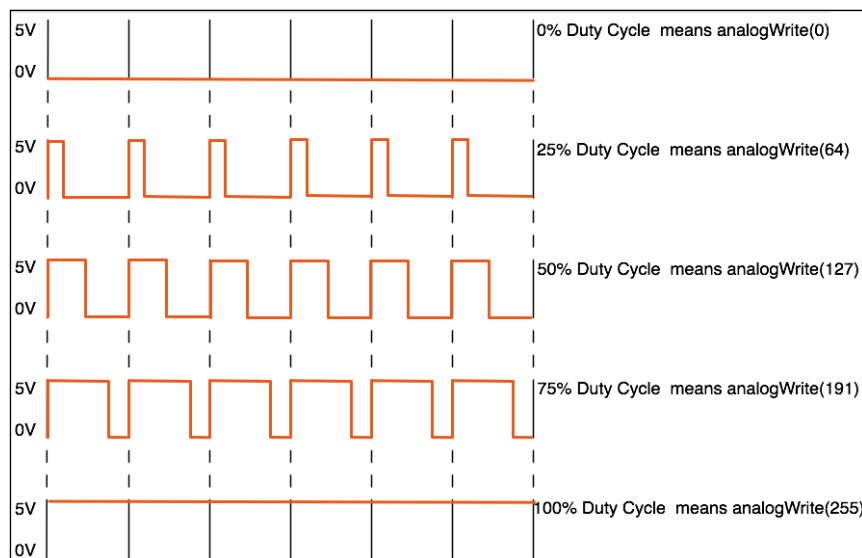 5V
0% Duty Cycle means analogWrite(0)
0V
5V
25% Duty Cycle means analogWrite(64)
0V
5V
50% Duty Cycle means analogWrite(127)
0V
5V
75% Duty Cycle means analogWrite(191)
0V
5V
100% Duty Cycle means analogWrite(255)
0V